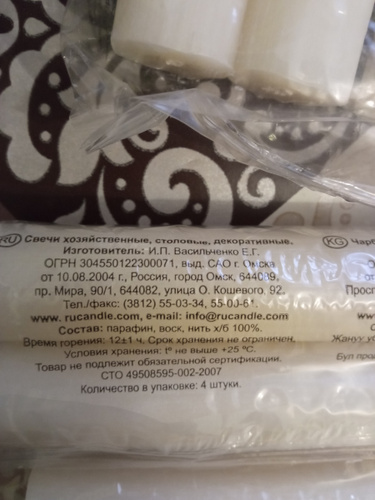 RU Свечи хозяйственные, столовые, декоративные.
Изготовитель: И.П. Васильченко Е.Г.
ОГРН 304550122300071, выд. САО г. Омска
от 10.08.2004 г., Россия, город Омск, 644089,
пр. Мира, 90/1, 644082, улица О. Кошевого. 92.
Тел./факс: (3812) 55-03-34, 55-03-6*.
www.rucandle.com, e-mail: info@rucandle.com
Состав: парафин, воск, нить х/б 100%.
Время горения: 12±1 ч. Срок хранения не ограничен.
Условия хранения: t° не выше +25 °С.
Товар не подлежит обязательной сертификации.
СТО 49508595-002-2007
Количество в упаковке: 4 штуки.
KG
Бул